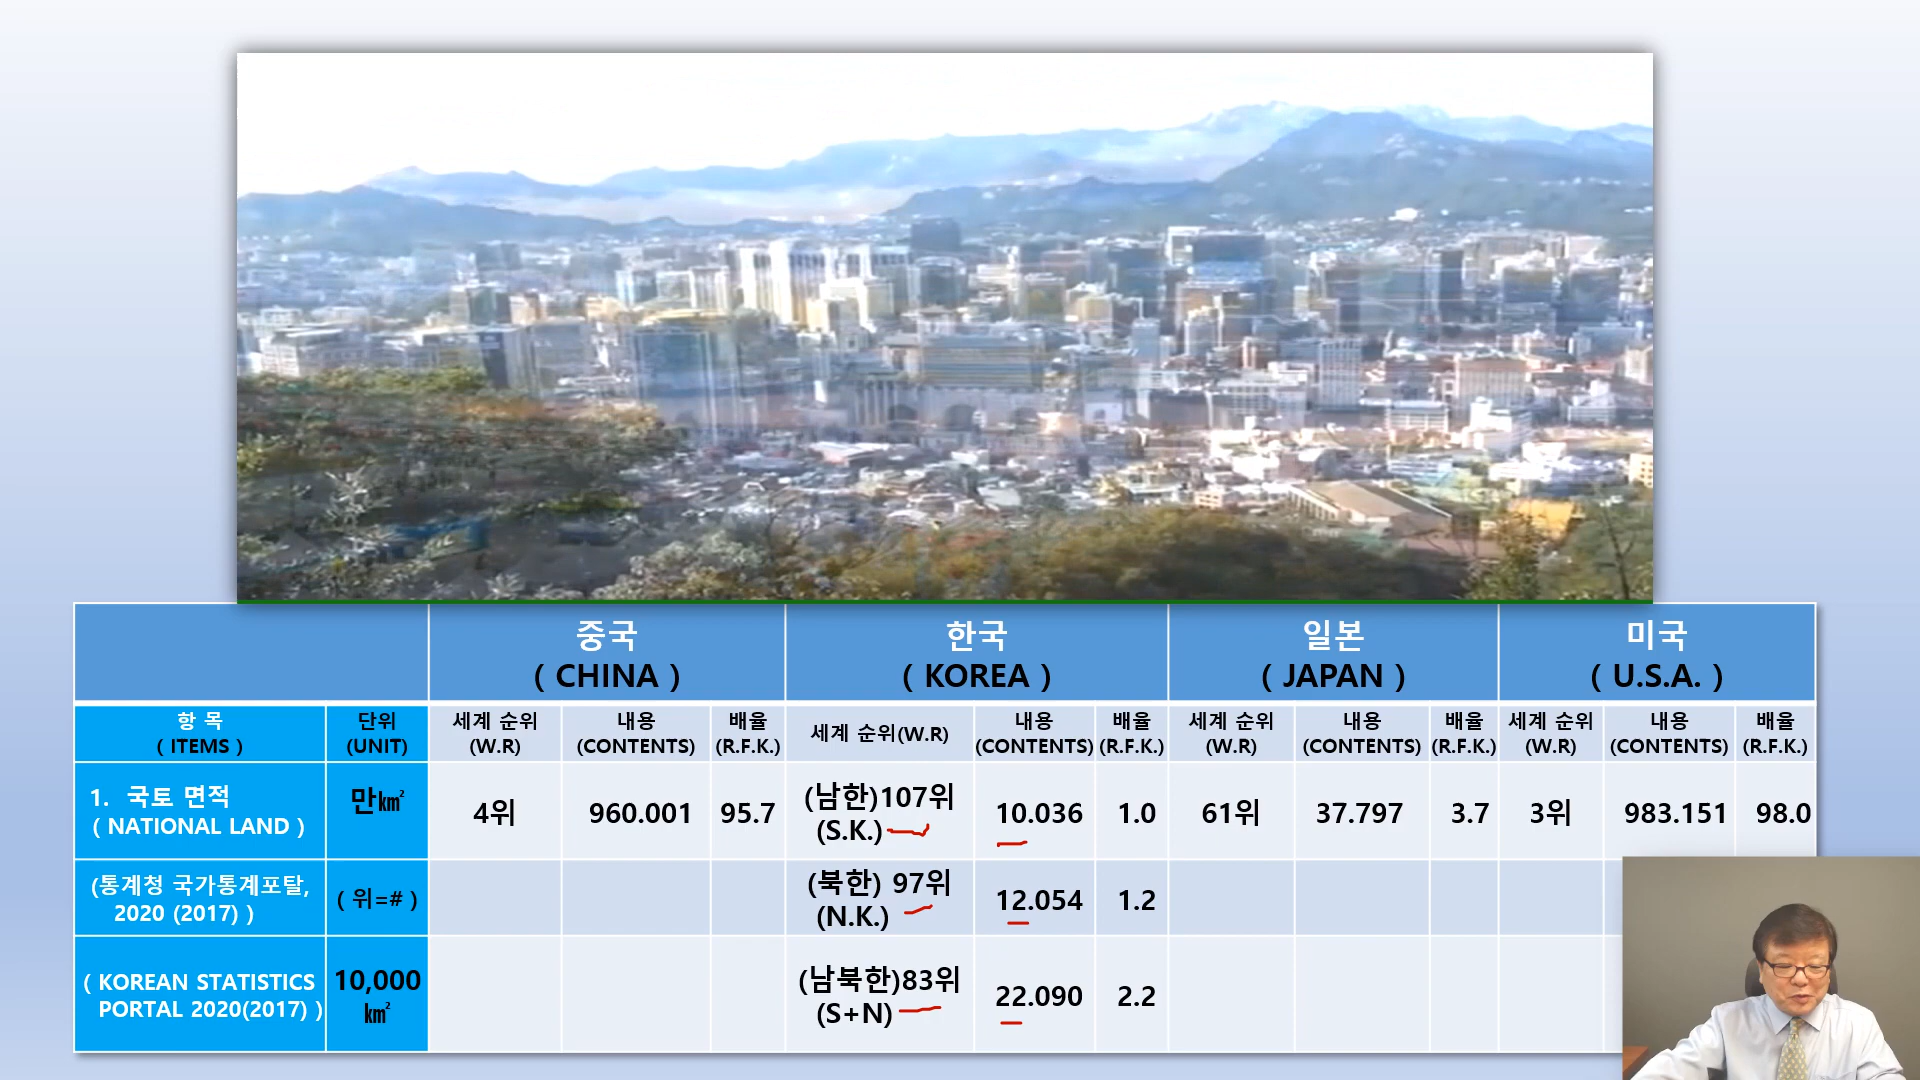 중국
( CHINA )
한국
( KOREA )
일본
( JAPAN )
미국
( U.S.A. )
항 목
( ITEMS )
단위
(UNIT)
세계 순위
(W.R)
내용
(CONTENTS)
배율
(R.F.K.)
세계 순위(W.R)
내용
(CONTENTS)
배율
(R.F.K.)
세계 순위
(W.R)
내용
(CONTENTS)
배율
(R.F.K.)
세계 순위
(W.R)
내용
(CONTENTS)
배율
(R.F.K.)
1. 국토 면적
( NATIONAL LAND )
만㎢
4위
960.001
95.7
(남한)107위
(S.K.)
10.036
1.0
61위
37.797
3.7
3위
983.151
98.0
(통계청 국가통계포탈,
2020 (2017) )
( 위=# )
(북한) 97위
(N.K.)
12.054
1.2
( KOREAN STATISTICS
PORTAL 2020(2017) )
10,000
㎢
(남북한)83위
(S+N)
22.090
2.2